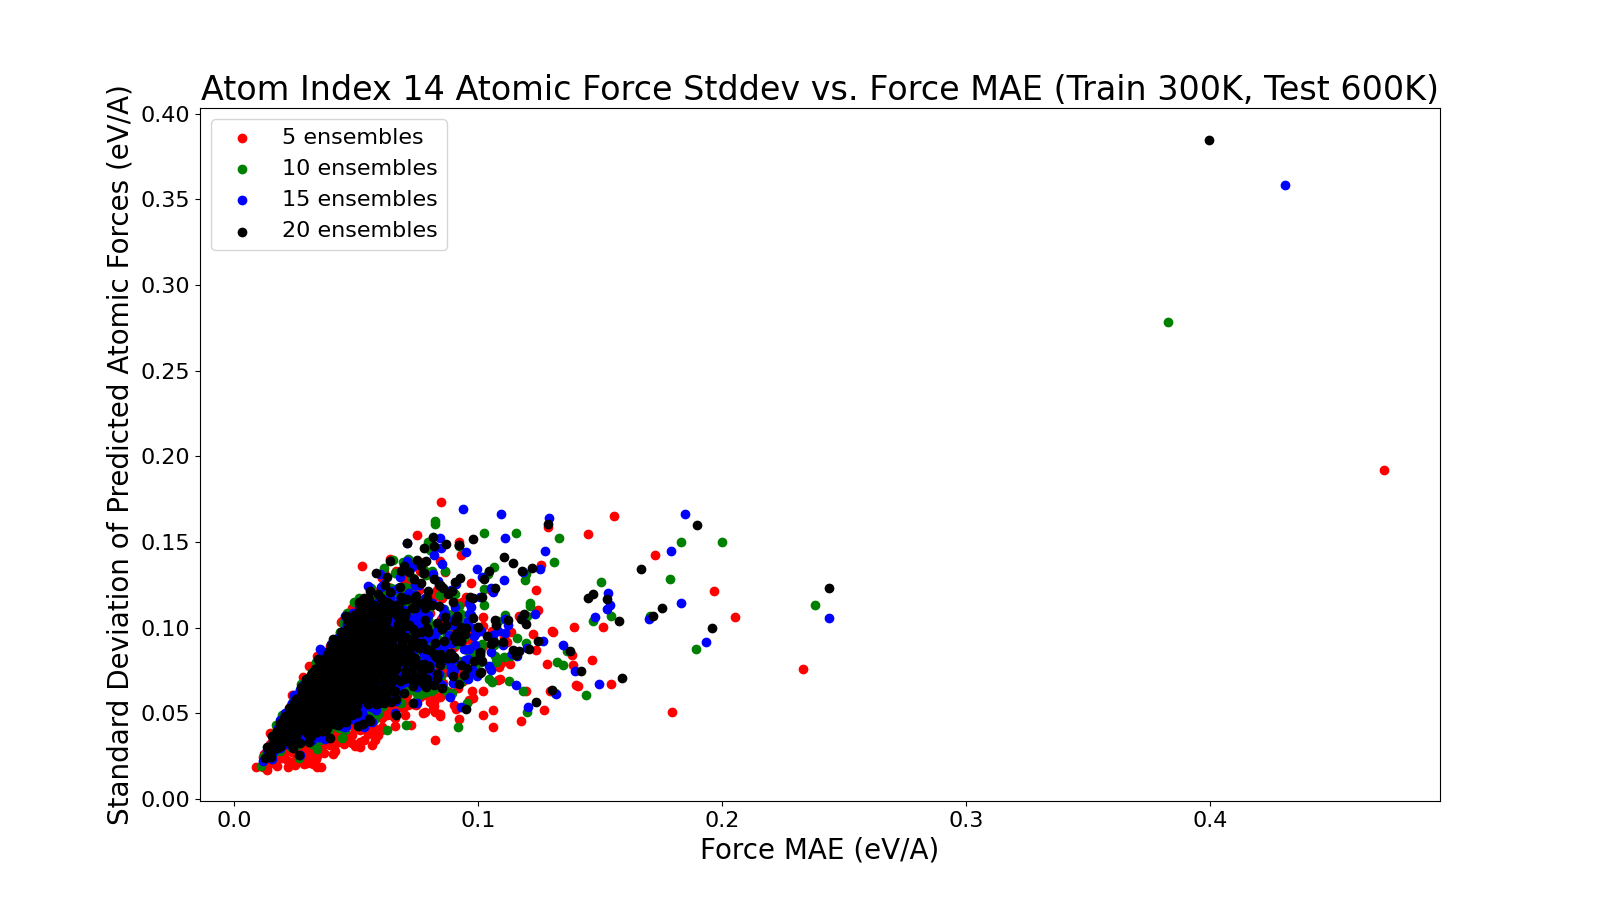 Atom Index 14 Atomic Force Stddev vs. Force MAE (Train 300K, Test 600K)
Standard Deviation of Predicted Atomic Forces (eV/A)
0.40
0.35
0.30
0.25
0.20
0.15
0.10
0.05
0.00
5 ensembles
10 ensembles
15 ensembles
20 ensembles
0.0 0.1 0.2 0.3 0.4
Force MAE (eV/A)